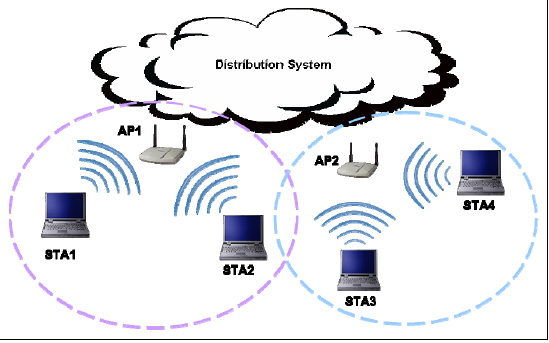 Distribution System
AP1
AP2
STA1
STA2
STA3
STA4